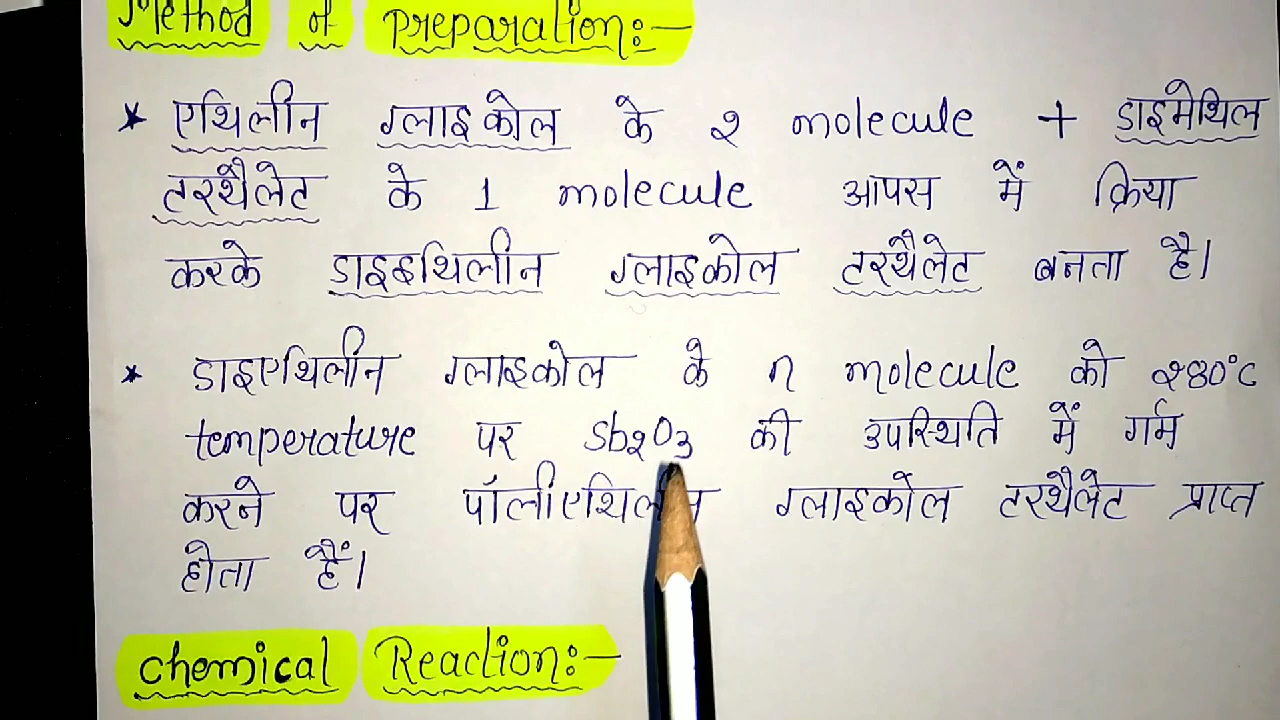 Method of Preparation:-
* एथिलीन ग्लाइकोल के 2 molecule + डाइमेथिल
टरथैलेट के 1 molecule आपस में क्रिया
करके डाइइथिलीन ग्लाइकोल टरथैलेट बनता है।
* डाइएथिलीन ग्लाइकोल के n molecule को 280°C
temperature पर Sb2O3 की उपस्थिति में गर्म
करने पर पॉलीएथिलीन ग्लाइकोल टरथैलेट प्राप्त
होता हैं।
Chemical Reaction:-